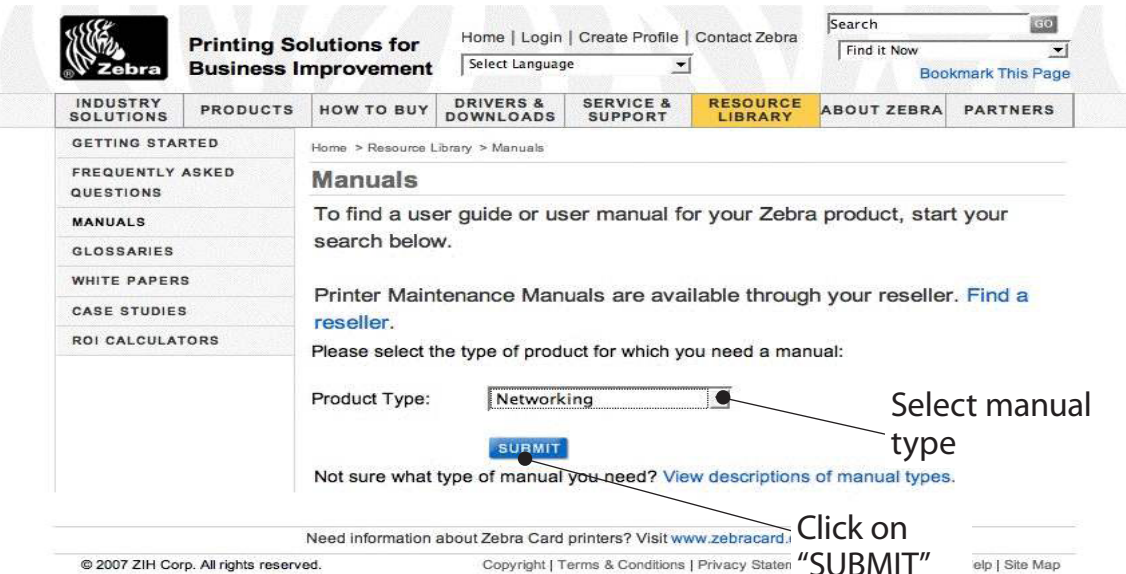 Zebra
Printing Solutions for
Business Improvement
Home | Login | Create Profile | Contact Zebra
Select Language
Search GO
Find it Now
Bookmark This Page
INDUSTRY SOLUTIONS PRODUCTS HOW TO BUY DRIVERS & DOWNLOADS SERVICE & SUPPORT RESOURCE LIBRARY ABOUT ZEBRA PARTNERS
GETTING STARTED
FREQUENTLY ASKED
QUESTIONS
MANUALS
GLOSSARIES
WHITE PAPERS
CASE STUDIES
ROI CALCULATORS
Home > Resource Library > Manuals
Manuals
To find a user guide or user manual for your Zebra product, start your
search below.
Printer Maintenance Manuals are available through your reseller. Find a
reseller.
Please select the type of product for which you need a manual:
Product Type: Networking
Select manual
type
SUBMIT
Not sure what type of manual you need? View descriptions of manual types.
Click on
“SUBMIT”
Need information about Zebra Card printers? Visit www.zebracard.
© 2007 ZIH Corp. All rights reserved. Copyright | Terms & Conditions | Privacy Staten elp | Site Map